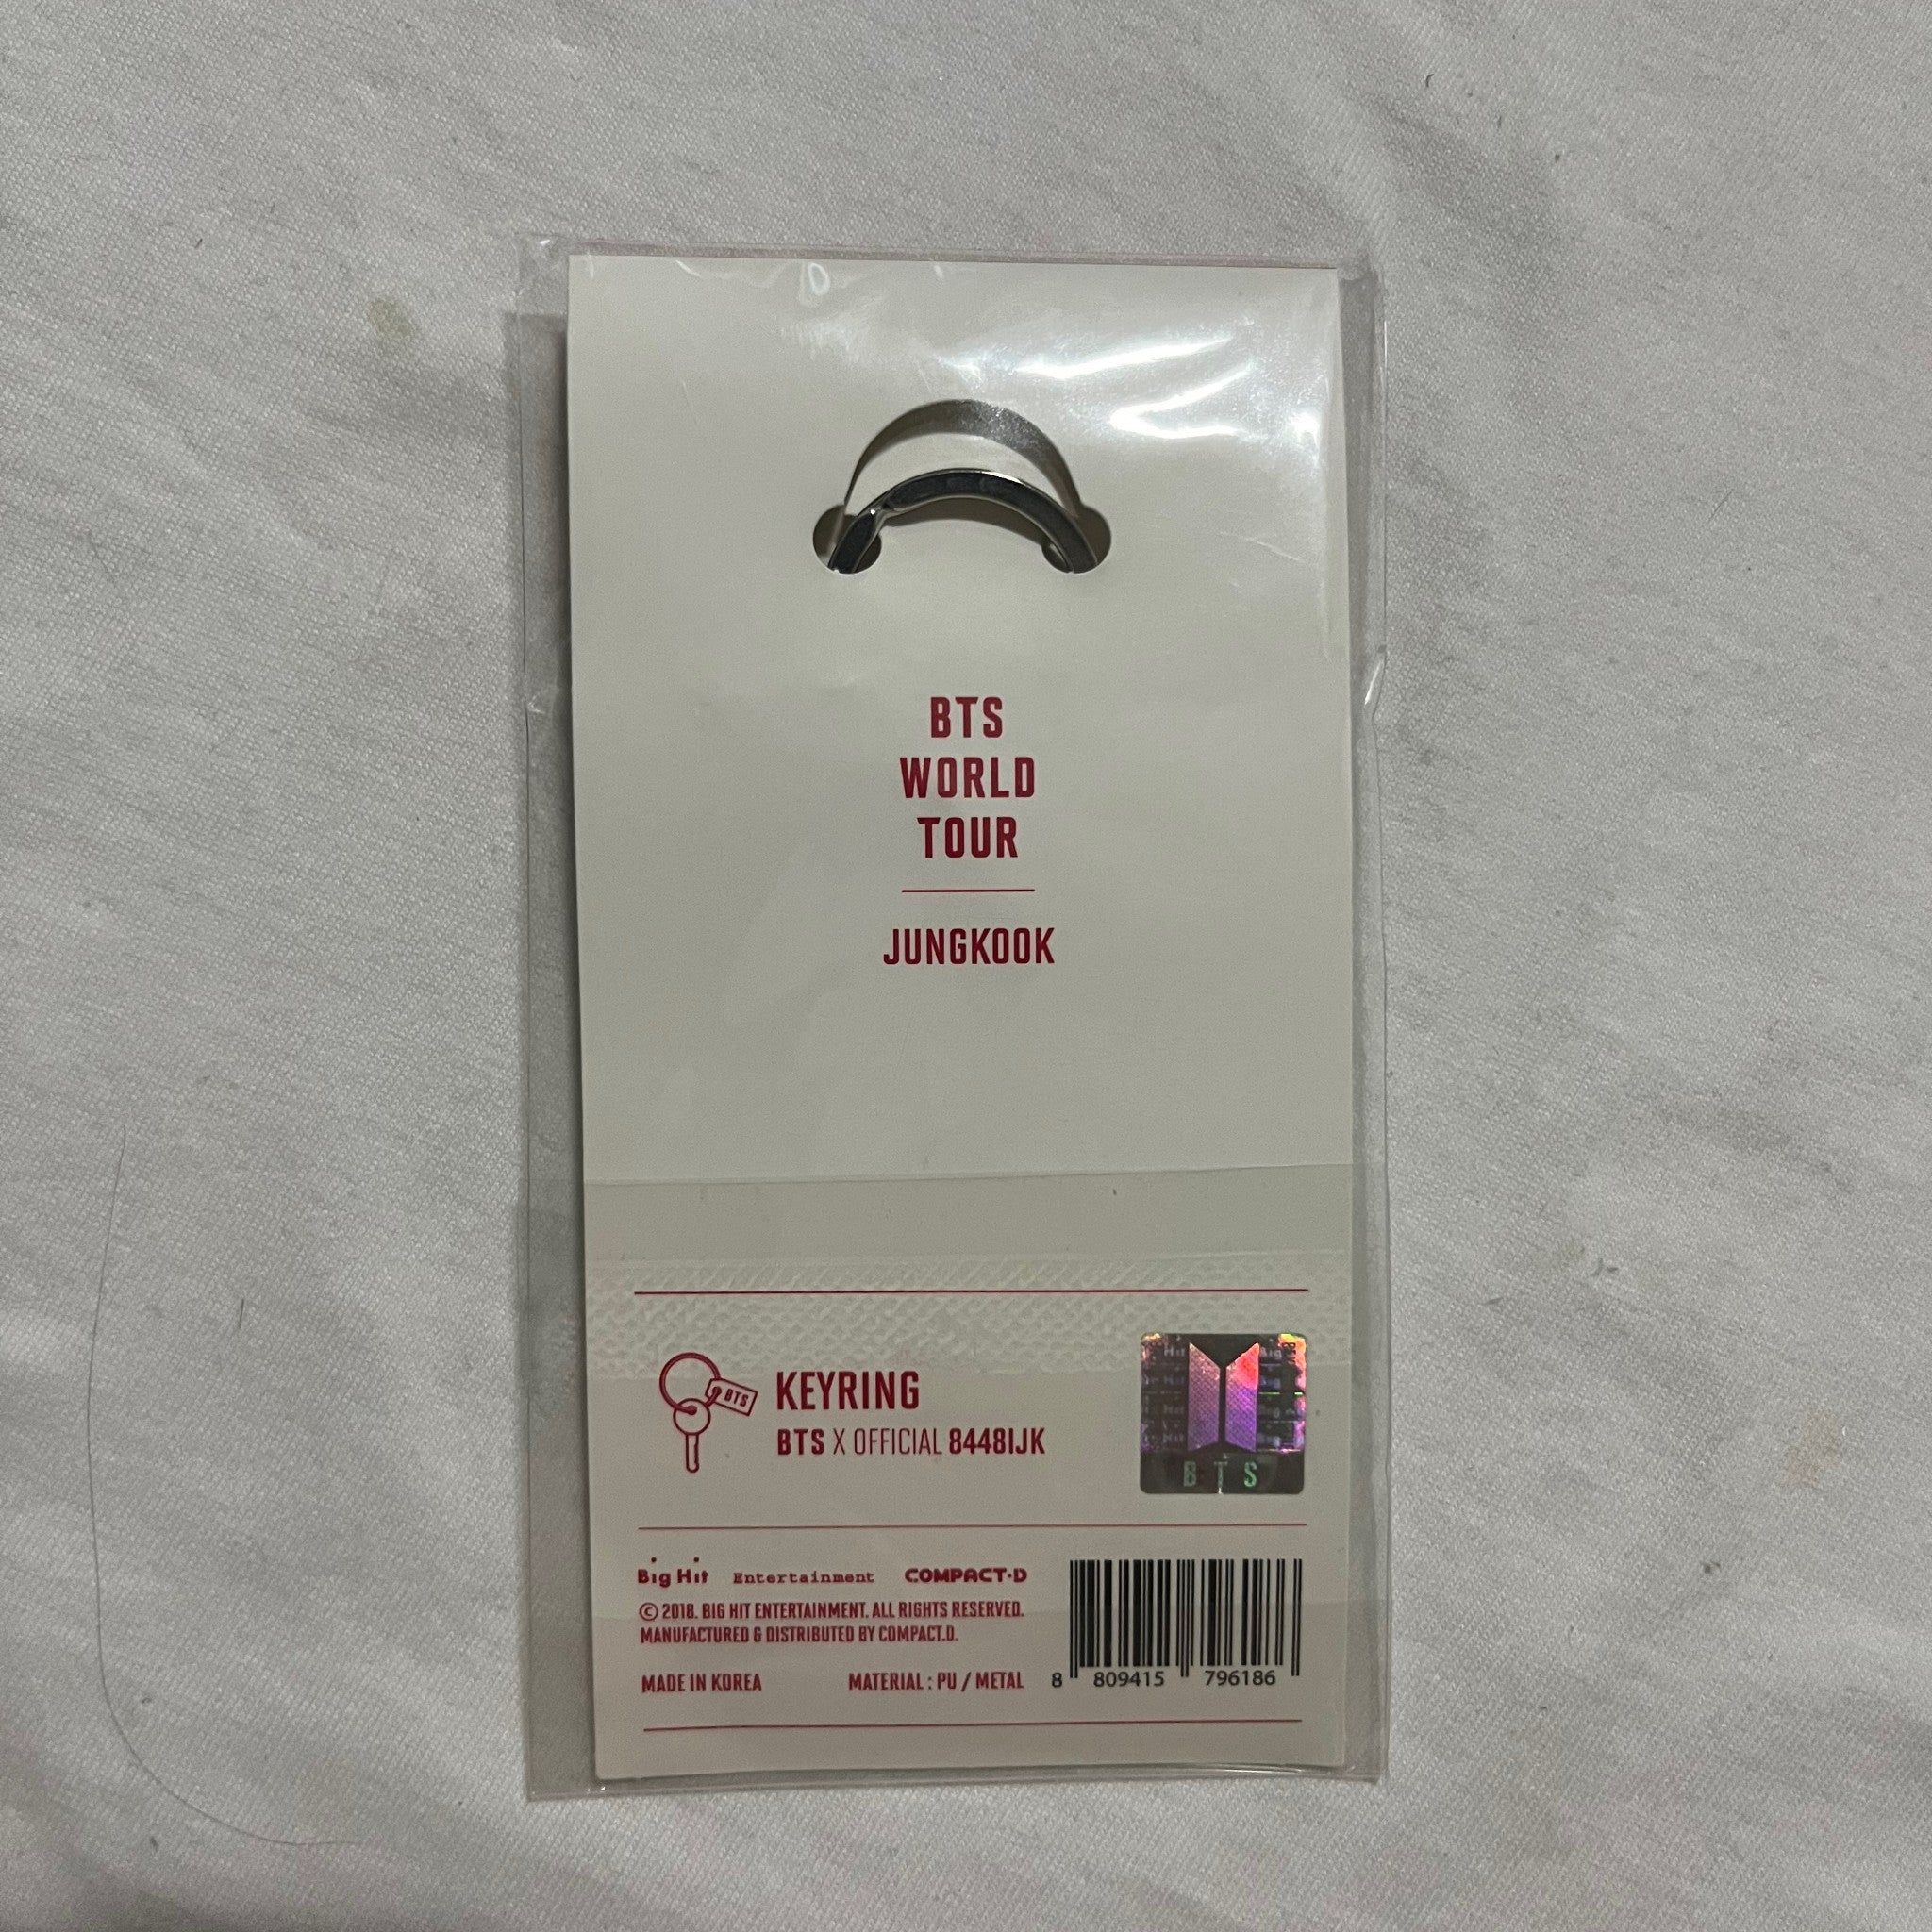 BTS
WORLD
TOUR
JUNGKOOK
BTS
KEYRING
BTS X OFFICIAL 8448IJK
BTS
Big Hit Entertainment COMPACT·D
© 2018. BIG HIT ENTERTAINMENT. ALL RIGHTS RESERVED.
MANUFACTURED & DISTRIBUTED BY COMPACT.D.
MADE IN KOREA MATERIAL : PU / METAL
8 809415 796186